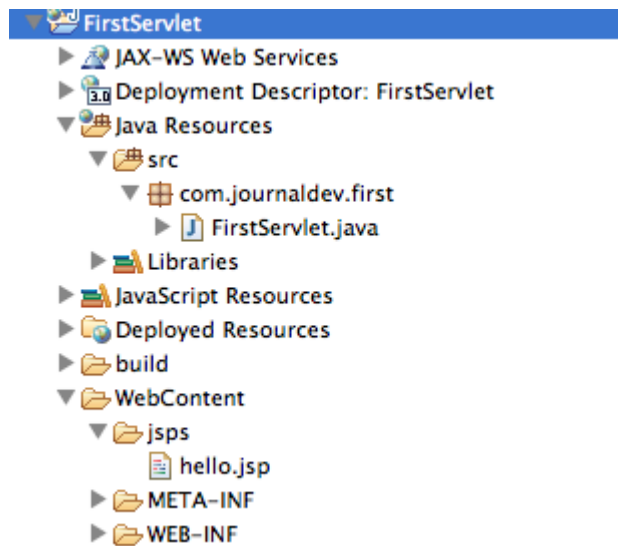 FirstServlet
JAX-WS Web Services
3.0 Deployment Descriptor: FirstServlet
Java Resources
src
com.journaldev.first
J FirstServlet.java
Libraries
JavaScript Resources
Deployed Resources
build
WebContent
jsps
hello.jsp
META-INF
WEB-INF